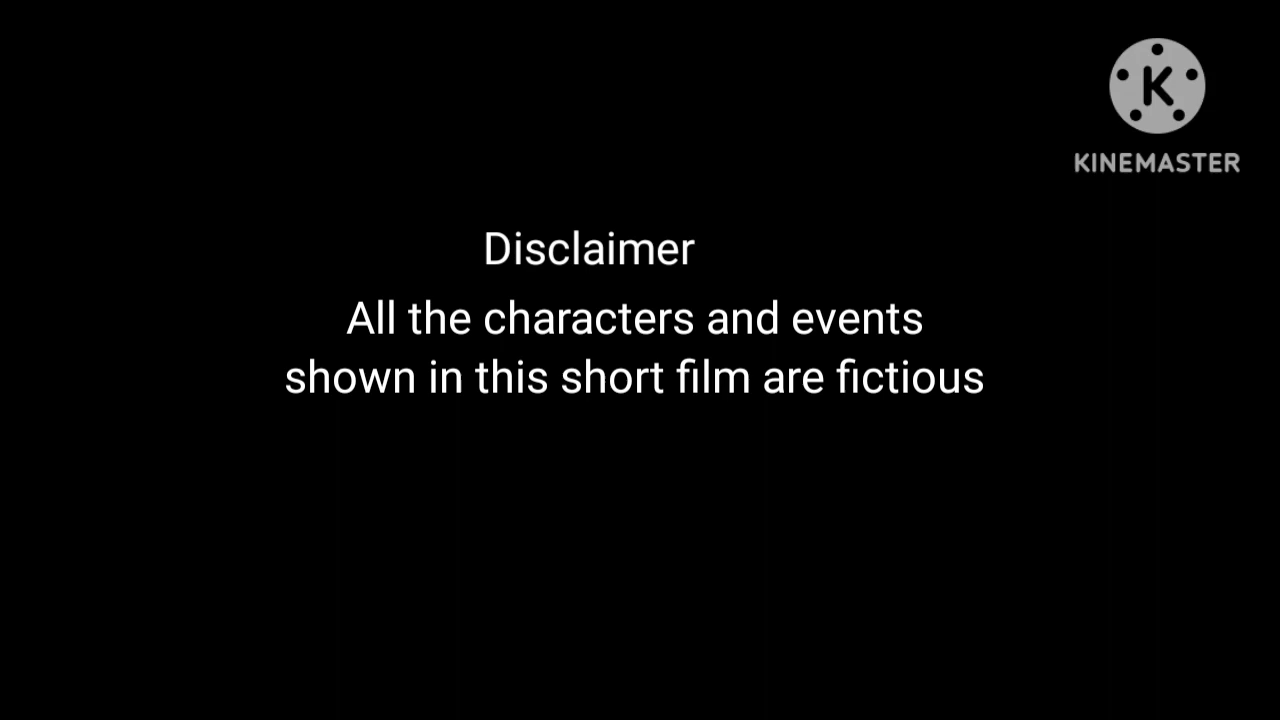 K
KINEMASTER
Disclaimer
All the characters and events
shown in this short film are fictious